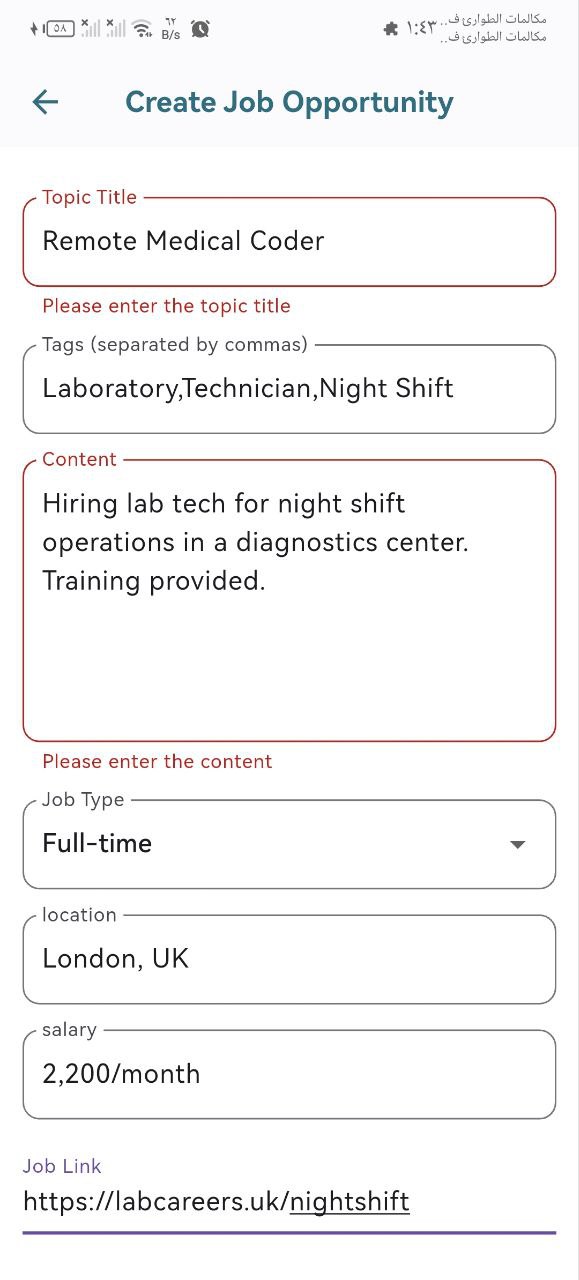 ٥٨
٦٢
B/s
١:٤٣
مكالمات الطوارئ ف..
مكالمات الطوارئ ف..
Create Job Opportunity
Topic Title
Remote Medical Coder
Please enter the topic title
Tags (separated by commas)
Laboratory,Technician,Night Shift
Content
Hiring lab tech for night shift
operations in a diagnostics center.
Training provided.
Please enter the content
Job Type
Full-time
location
London, UK
salary
2,200/month
Job Link
https://labcareers.uk/nightshift